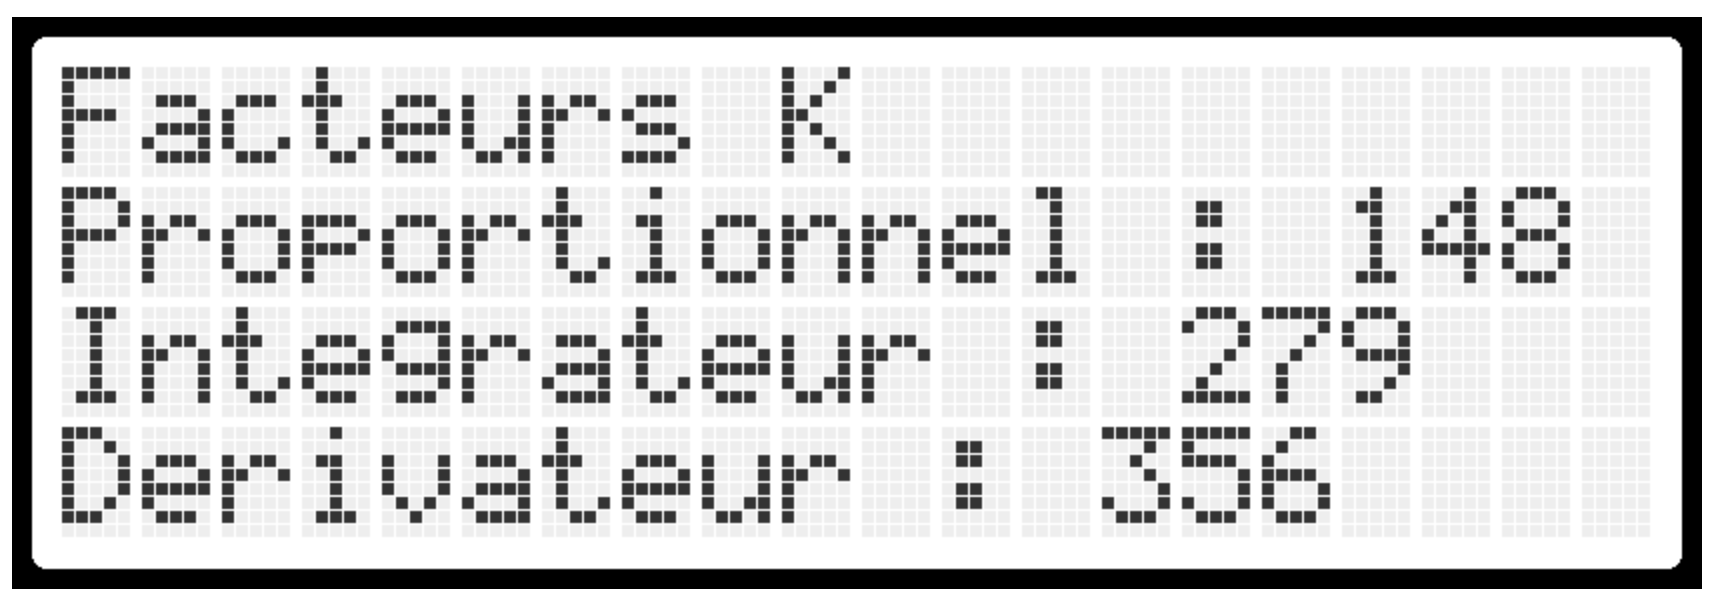 Facteurs K
Proportionnel : 148
Integrateur : 279
Derivateur : 356